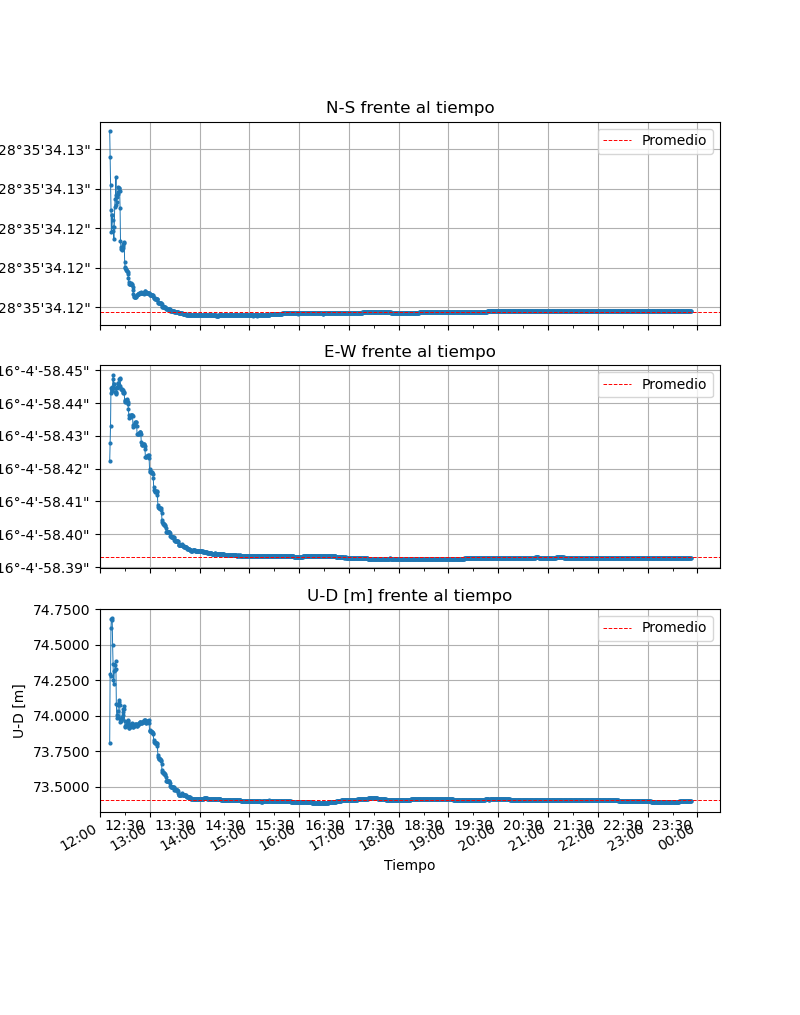 N-S frente al tiempo
Promedio
28°35'34.13"
28°35'34.13"
28°35'34.12"
28°35'34.12"
28°35'34.12"
E-W frente al tiempo
Promedio
16°-4'-58.45"
16°-4'-58.44"
16°-4'-58.43"
16°-4'-58.42"
16°-4'-58.41"
16°-4'-58.40"
16°-4'-58.39"
U-D [m] frente al tiempo
Promedio
74.7500
74.5000
74.2500
74.0000
73.7500
73.5000
U-D [m]
12:30 13:30 14:30 15:30 16:30 17:30 18:30 19:30 20:30 21:30 22:30 23:30
12:00 13:00 14:00 15:00 16:00 17:00 18:00 19:00 20:00 21:00 22:00 23:00 00:00
Tiempo